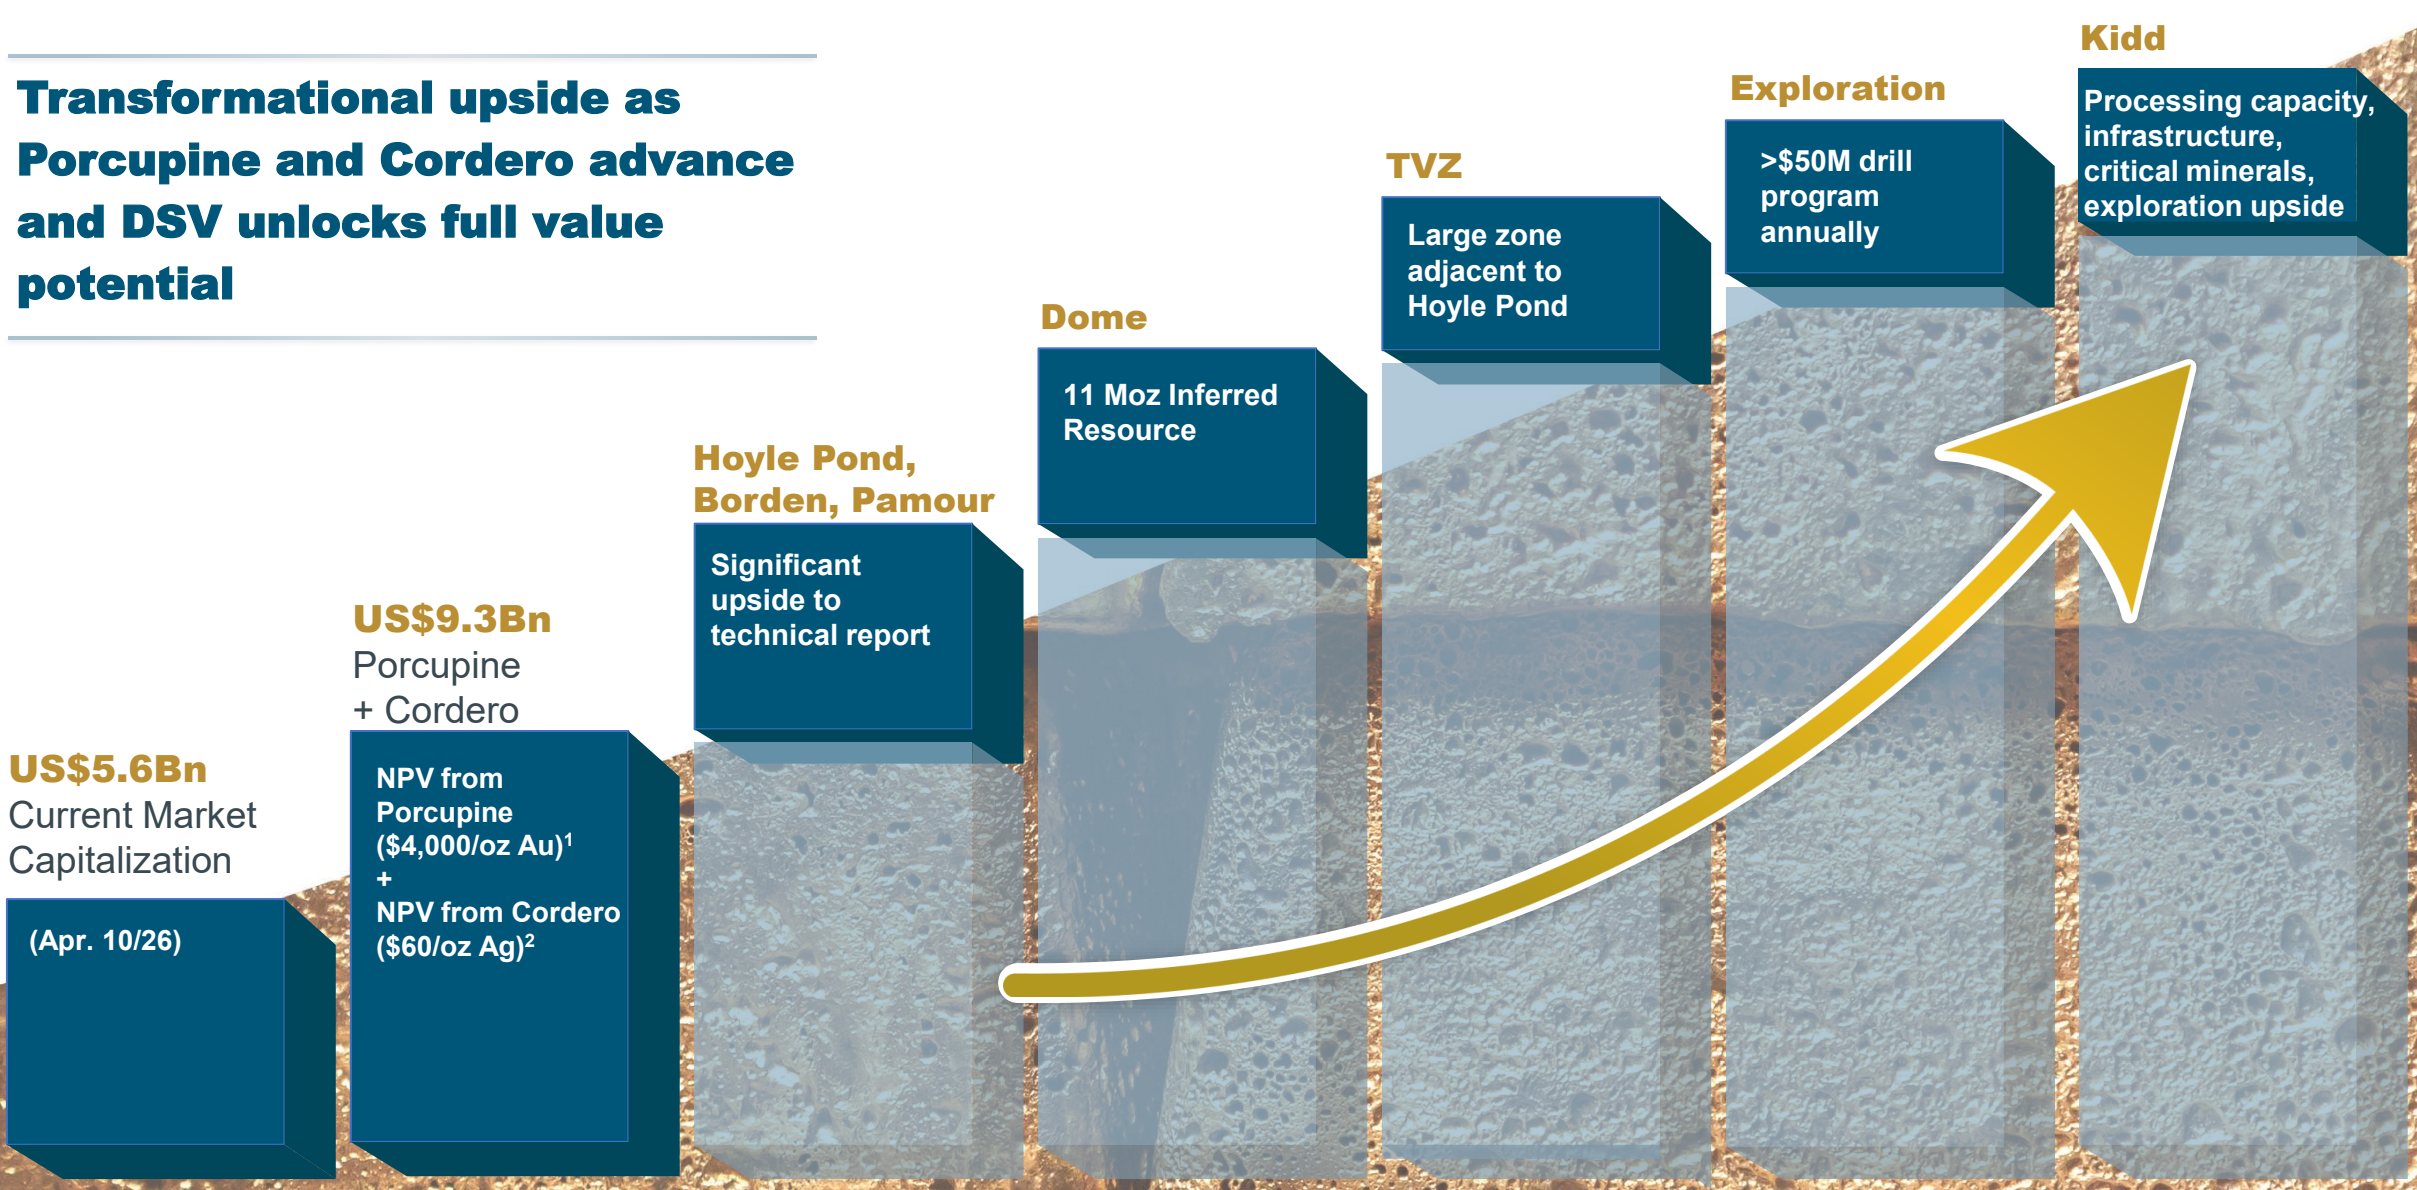 Transformational upside as
Porcupine and Cordero advance
and DSV unlocks full value
potential
US$5.6Bn
Current Market
Capitalization
(Apr. 10/26)
US$9.3Bn
Porcupine
+ Cordero
NPV from
Porcupine
($4,000/oz Au)¹
+
NPV from Cordero
($60/oz Ag)²
Hoyle Pond,
Borden, Pamour
Significant
upside to
technical report
Dome
11 Moz Inferred
Resource
TVZ
Large zone
adjacent to
Hoyle Pond
Exploration
>$50M drill
program
annually
Kidd
Processing capacity,
infrastructure,
critical minerals,
exploration upside